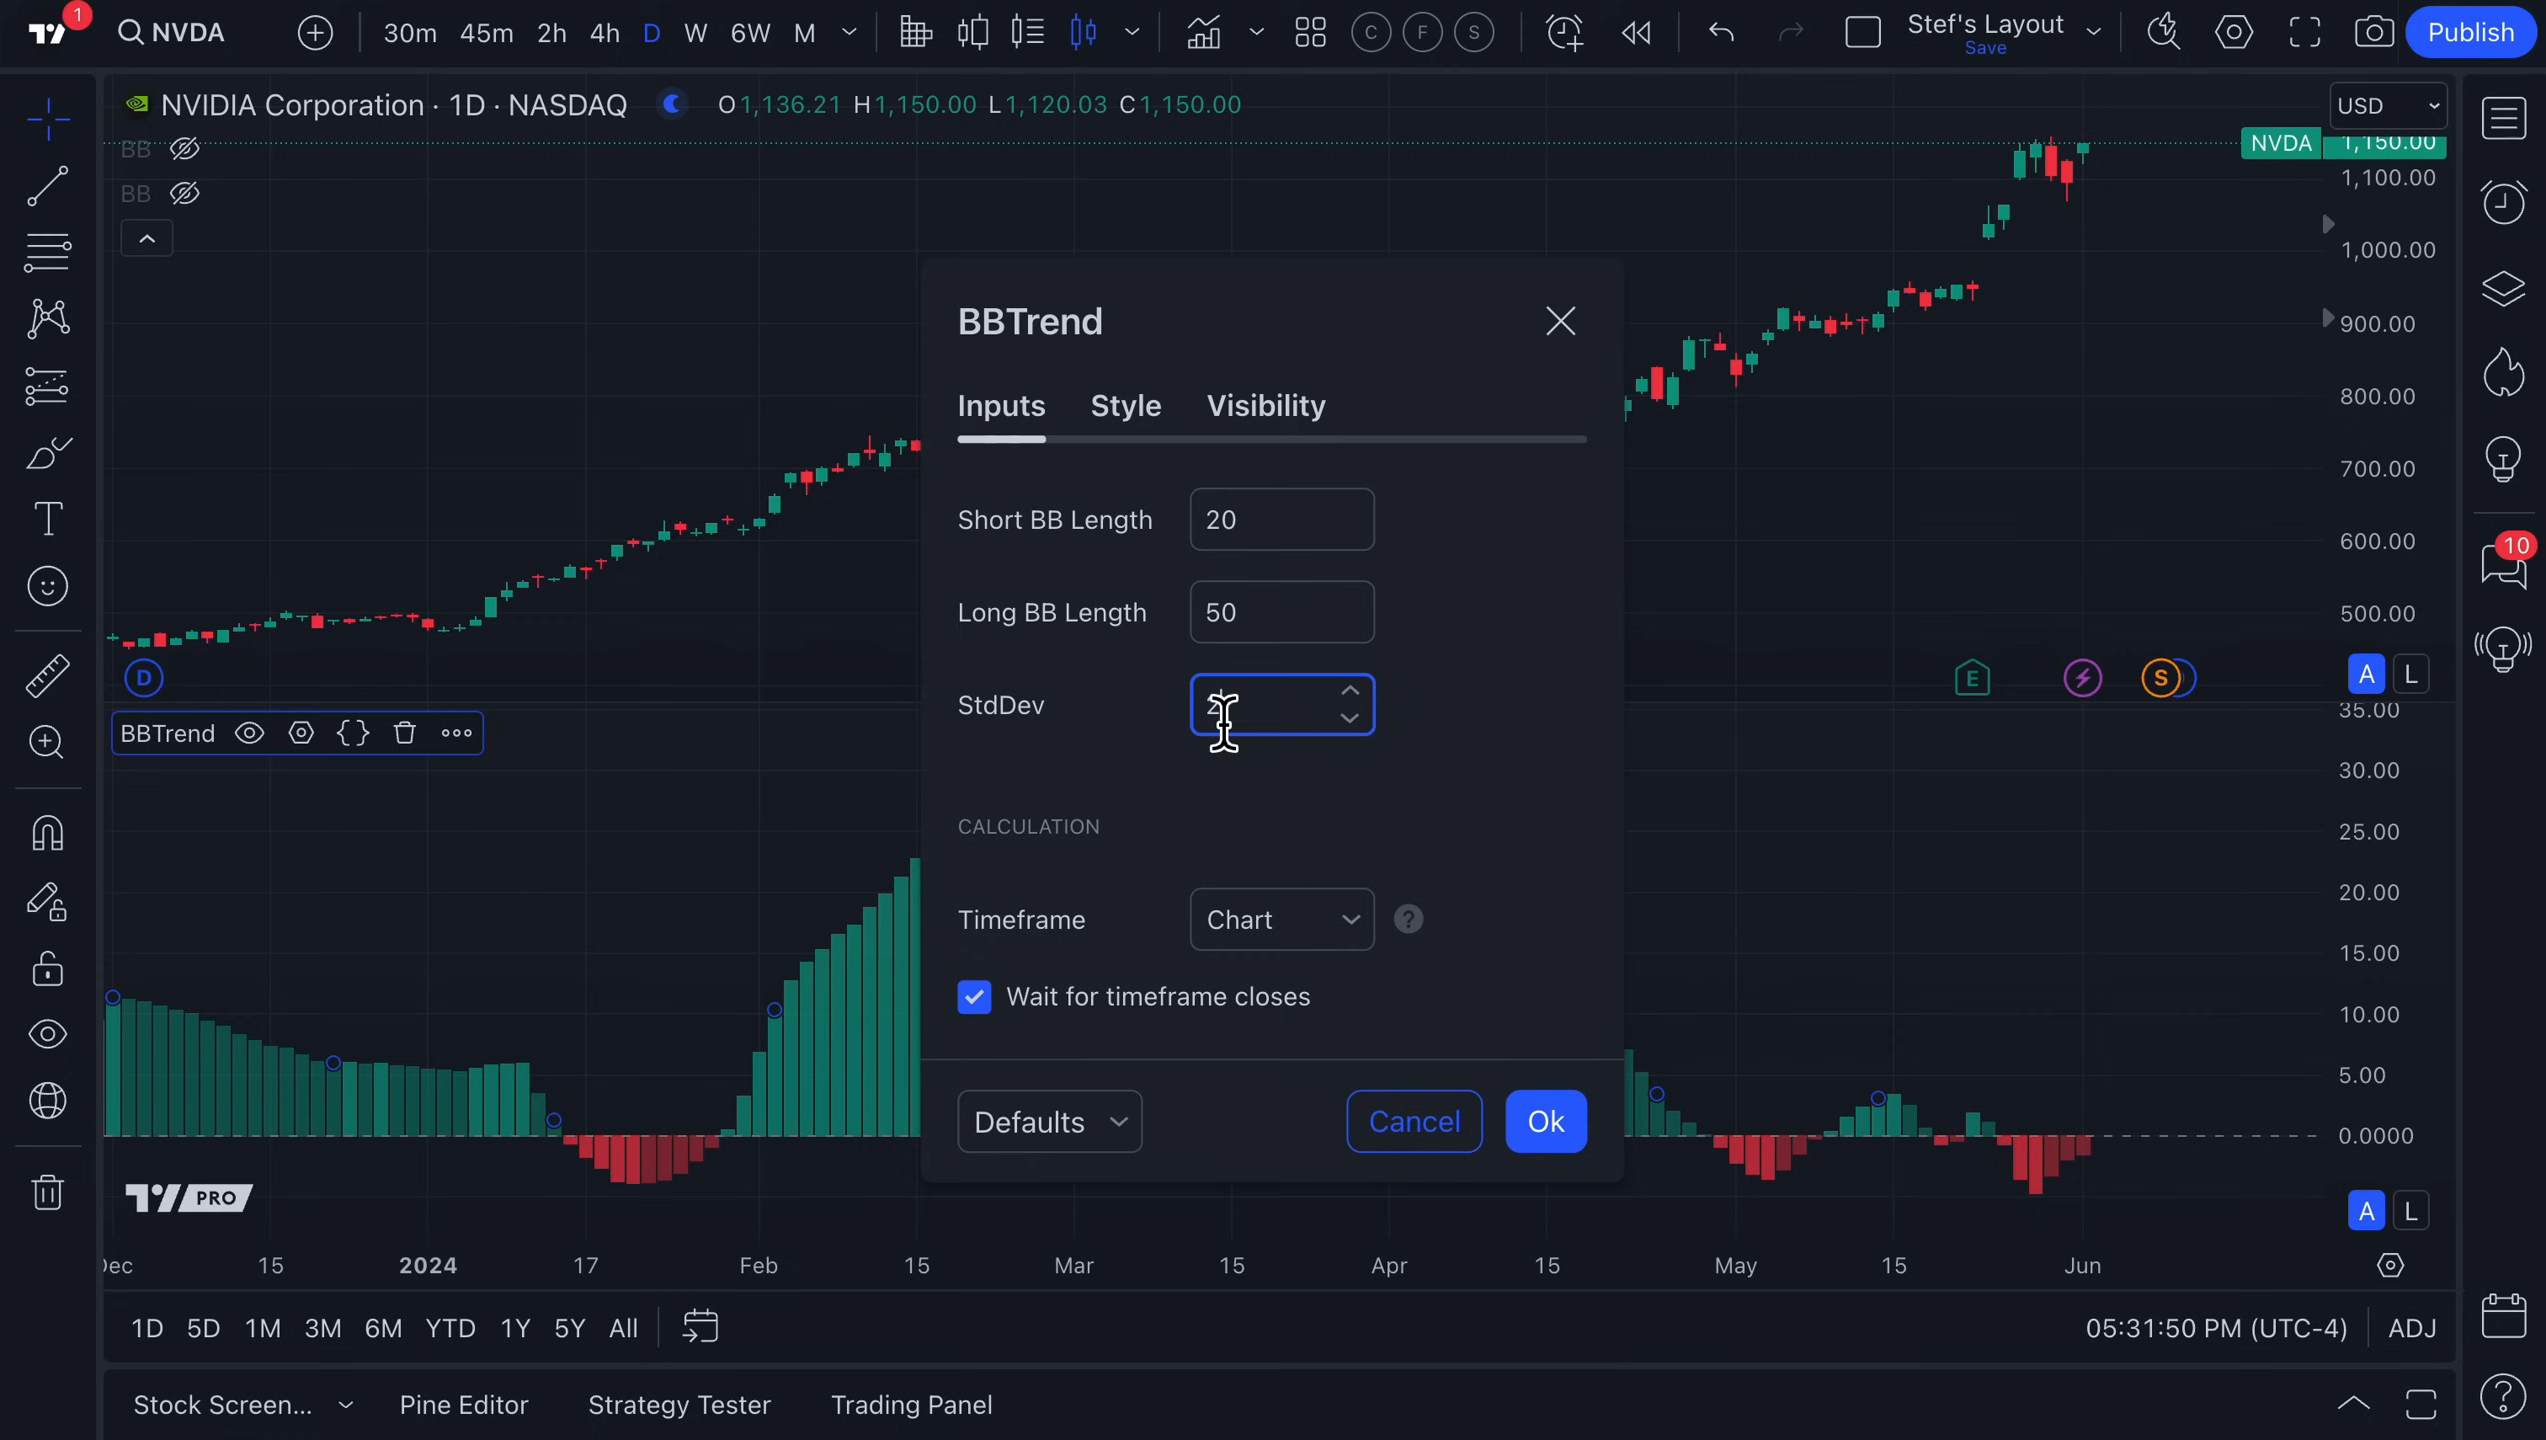 1
NVDA
30m 45m 2h 4h D W 6W M
C F S
Stef's Layout
Save
Publish
NVIDIA Corporation · 1D · NASDAQ
O1,136.21 H1,150.00 L1,120.03 C1,150.00
USD
BB
BB
NVDA 1,150.00
1,100.00
1,000.00
900.00
800.00
700.00
600.00
500.00
A L
D
E
S
BBTrend
Inputs Style Visibility
Short BB Length 20
Long BB Length 50
StdDev 2
CALCULATION
Timeframe Chart ?
Wait for timeframe closes
Defaults Cancel Ok
BBTrend
35.00
30.00
25.00
20.00
15.00
10.00
5.00
0.0000
A L
PRO
Dec 15 2024 17 Feb 15 Mar 15 Apr 15 May 15 Jun
10
1D 5D 1M 3M 6M YTD 1Y 5Y All
05:31:50 PM (UTC-4) ADJ
Stock Screen... Pine Editor Strategy Tester Trading Panel